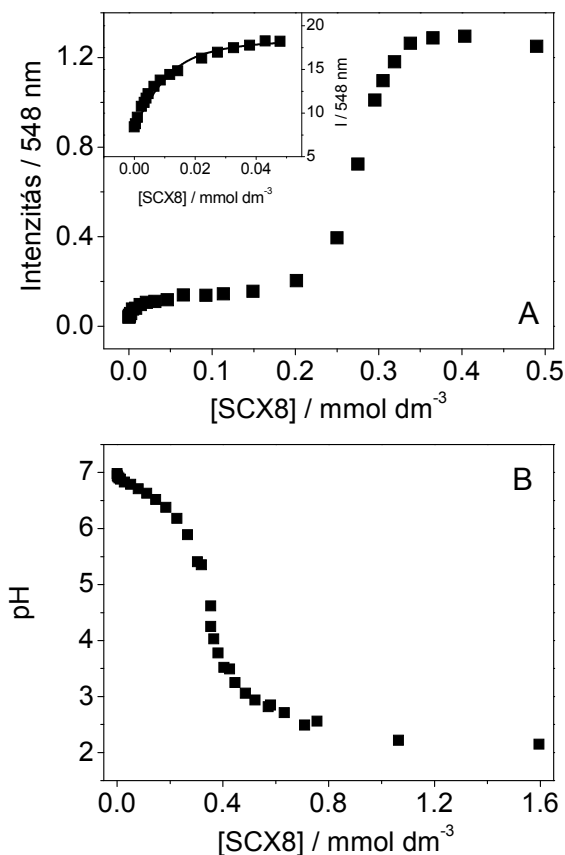 20
15
10
5
I / 548 nm
0.00 0.02 0.04
[SCX8] / mmol dm-3
1.2
0.8
0.4
0.0
Intenzitás / 548 nm
A
0.0 0.1 0.2 0.3 0.4 0.5
[SCX8] / mmol dm-3
7
6
5
4
3
2
pH
B
0.0 0.4 0.8 1.2 1.6
[SCX8] / mmol dm-3